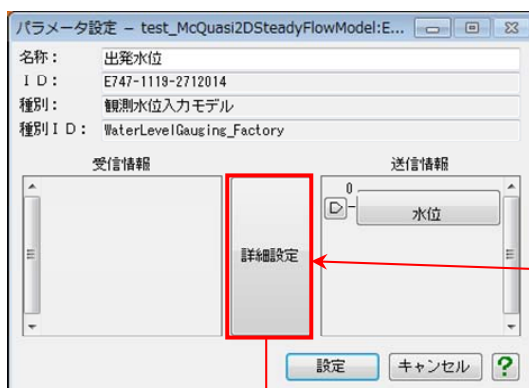 パラメータ設定 - test_McQuasi2DSteadyFlowModel:E...
名称: 出発水位
ID: E747-1119-2712014
種別: 観測水位入力モデル
種別ID: WaterLevelGauging_Factory
受信情報
送信情報
0
水位
詳細設定
設定
キャンセル
?